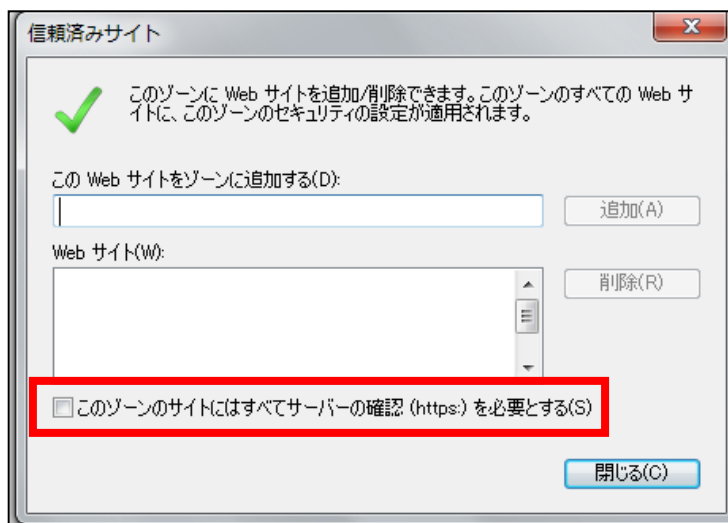 信頼済みサイト
このゾーンに Web サイトを追加/削除できます。このゾーンのすべての Web サ
イトに、このゾーンのセキュリティの設定が適用されます。
この Web サイトをゾーンに追加する(D):
追加(A)
Web サイト(W):
削除(R)
このゾーンのサイトにはすべてサーバーの確認 (https:) を必要とする(S)
閉じる(C)